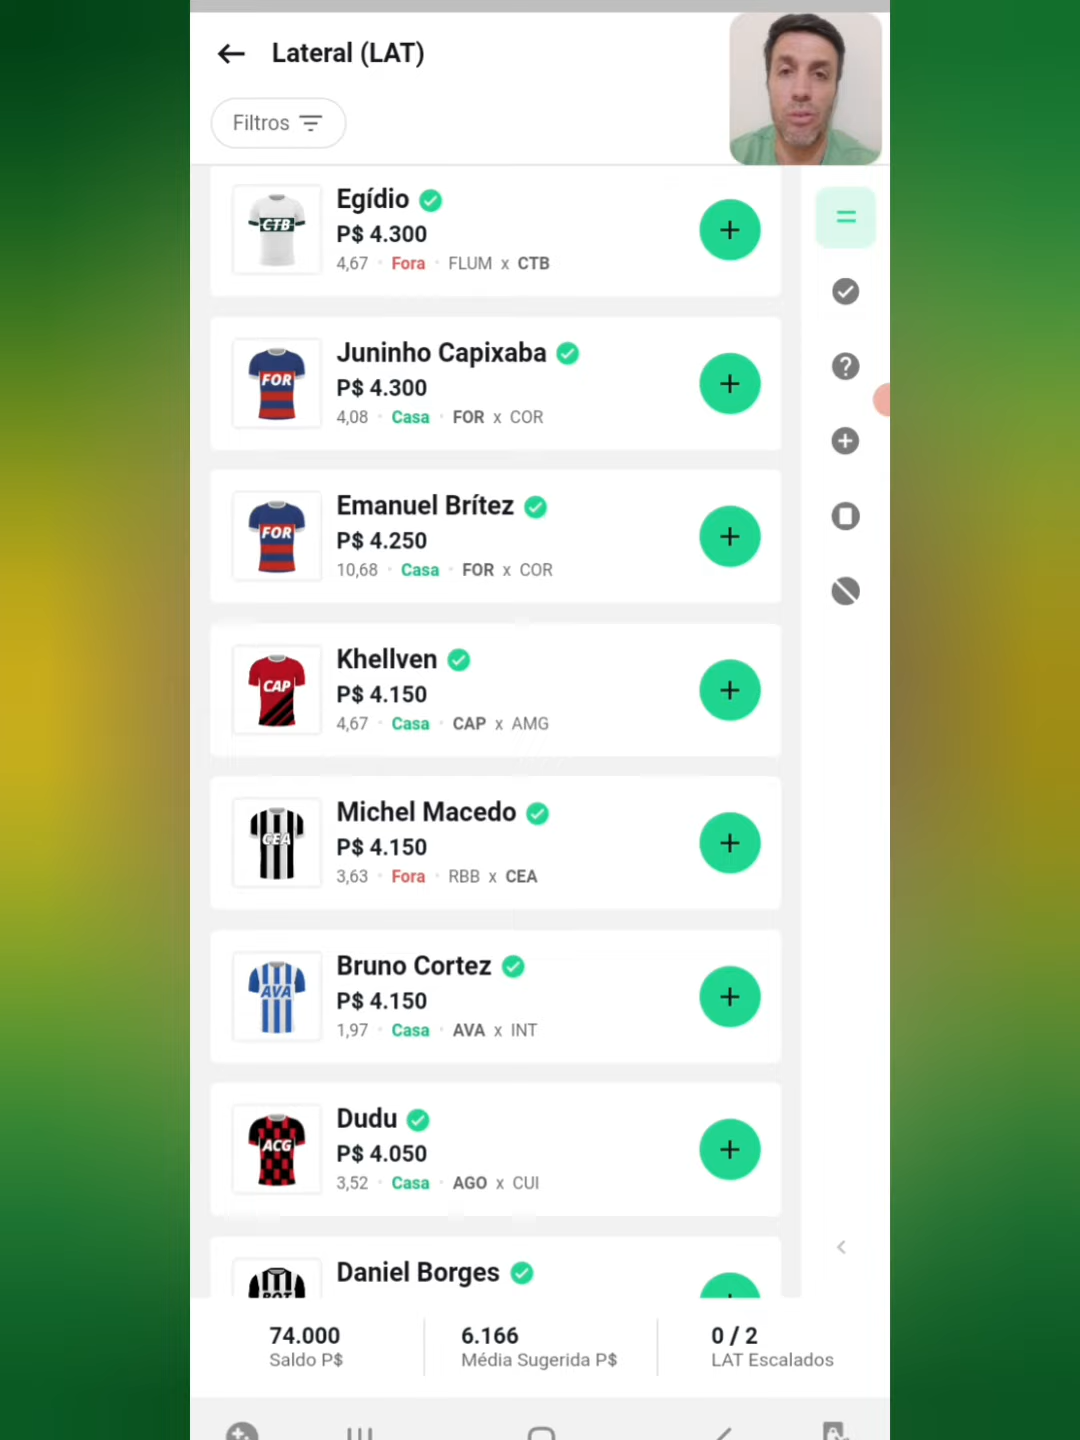 Lateral (LAT)
Filtros
Egídio
CTB
P$ 4.300
4,67 · Fora · FLUM x CTB
Juninho Capixaba
FOR
P$ 4.300
4,08 · Casa · FOR x COR
Emanuel Brítez
FOR
P$ 4.250
10,68 · Casa · FOR x COR
Khellven
CAP
P$ 4.150
4,67 · Casa · CAP x AMG
Michel Macedo
CEA
P$ 4.150
3,63 · Fora · RBB x CEA
Bruno Cortez
AVA
P$ 4.150
1,97 · Casa · AVA x INT
Dudu
ACG
P$ 4.050
3,52 · Casa · AGO x CUI
Daniel Borges
BOT
74.000 6.166 0 / 2
Saldo P$ Média Sugerida P$ LAT Escalados